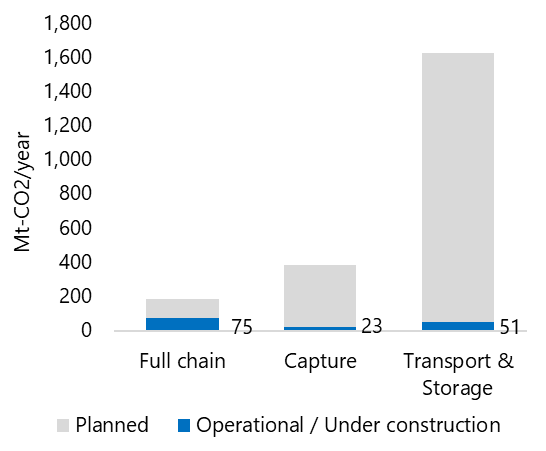 Mt-CO2/year
1,800
1,600
1,400
1,200
1,000
800
600
400
200
0
75
23
51
Full chain
Capture
Transport &
Storage
Planned
Operational / Under construction